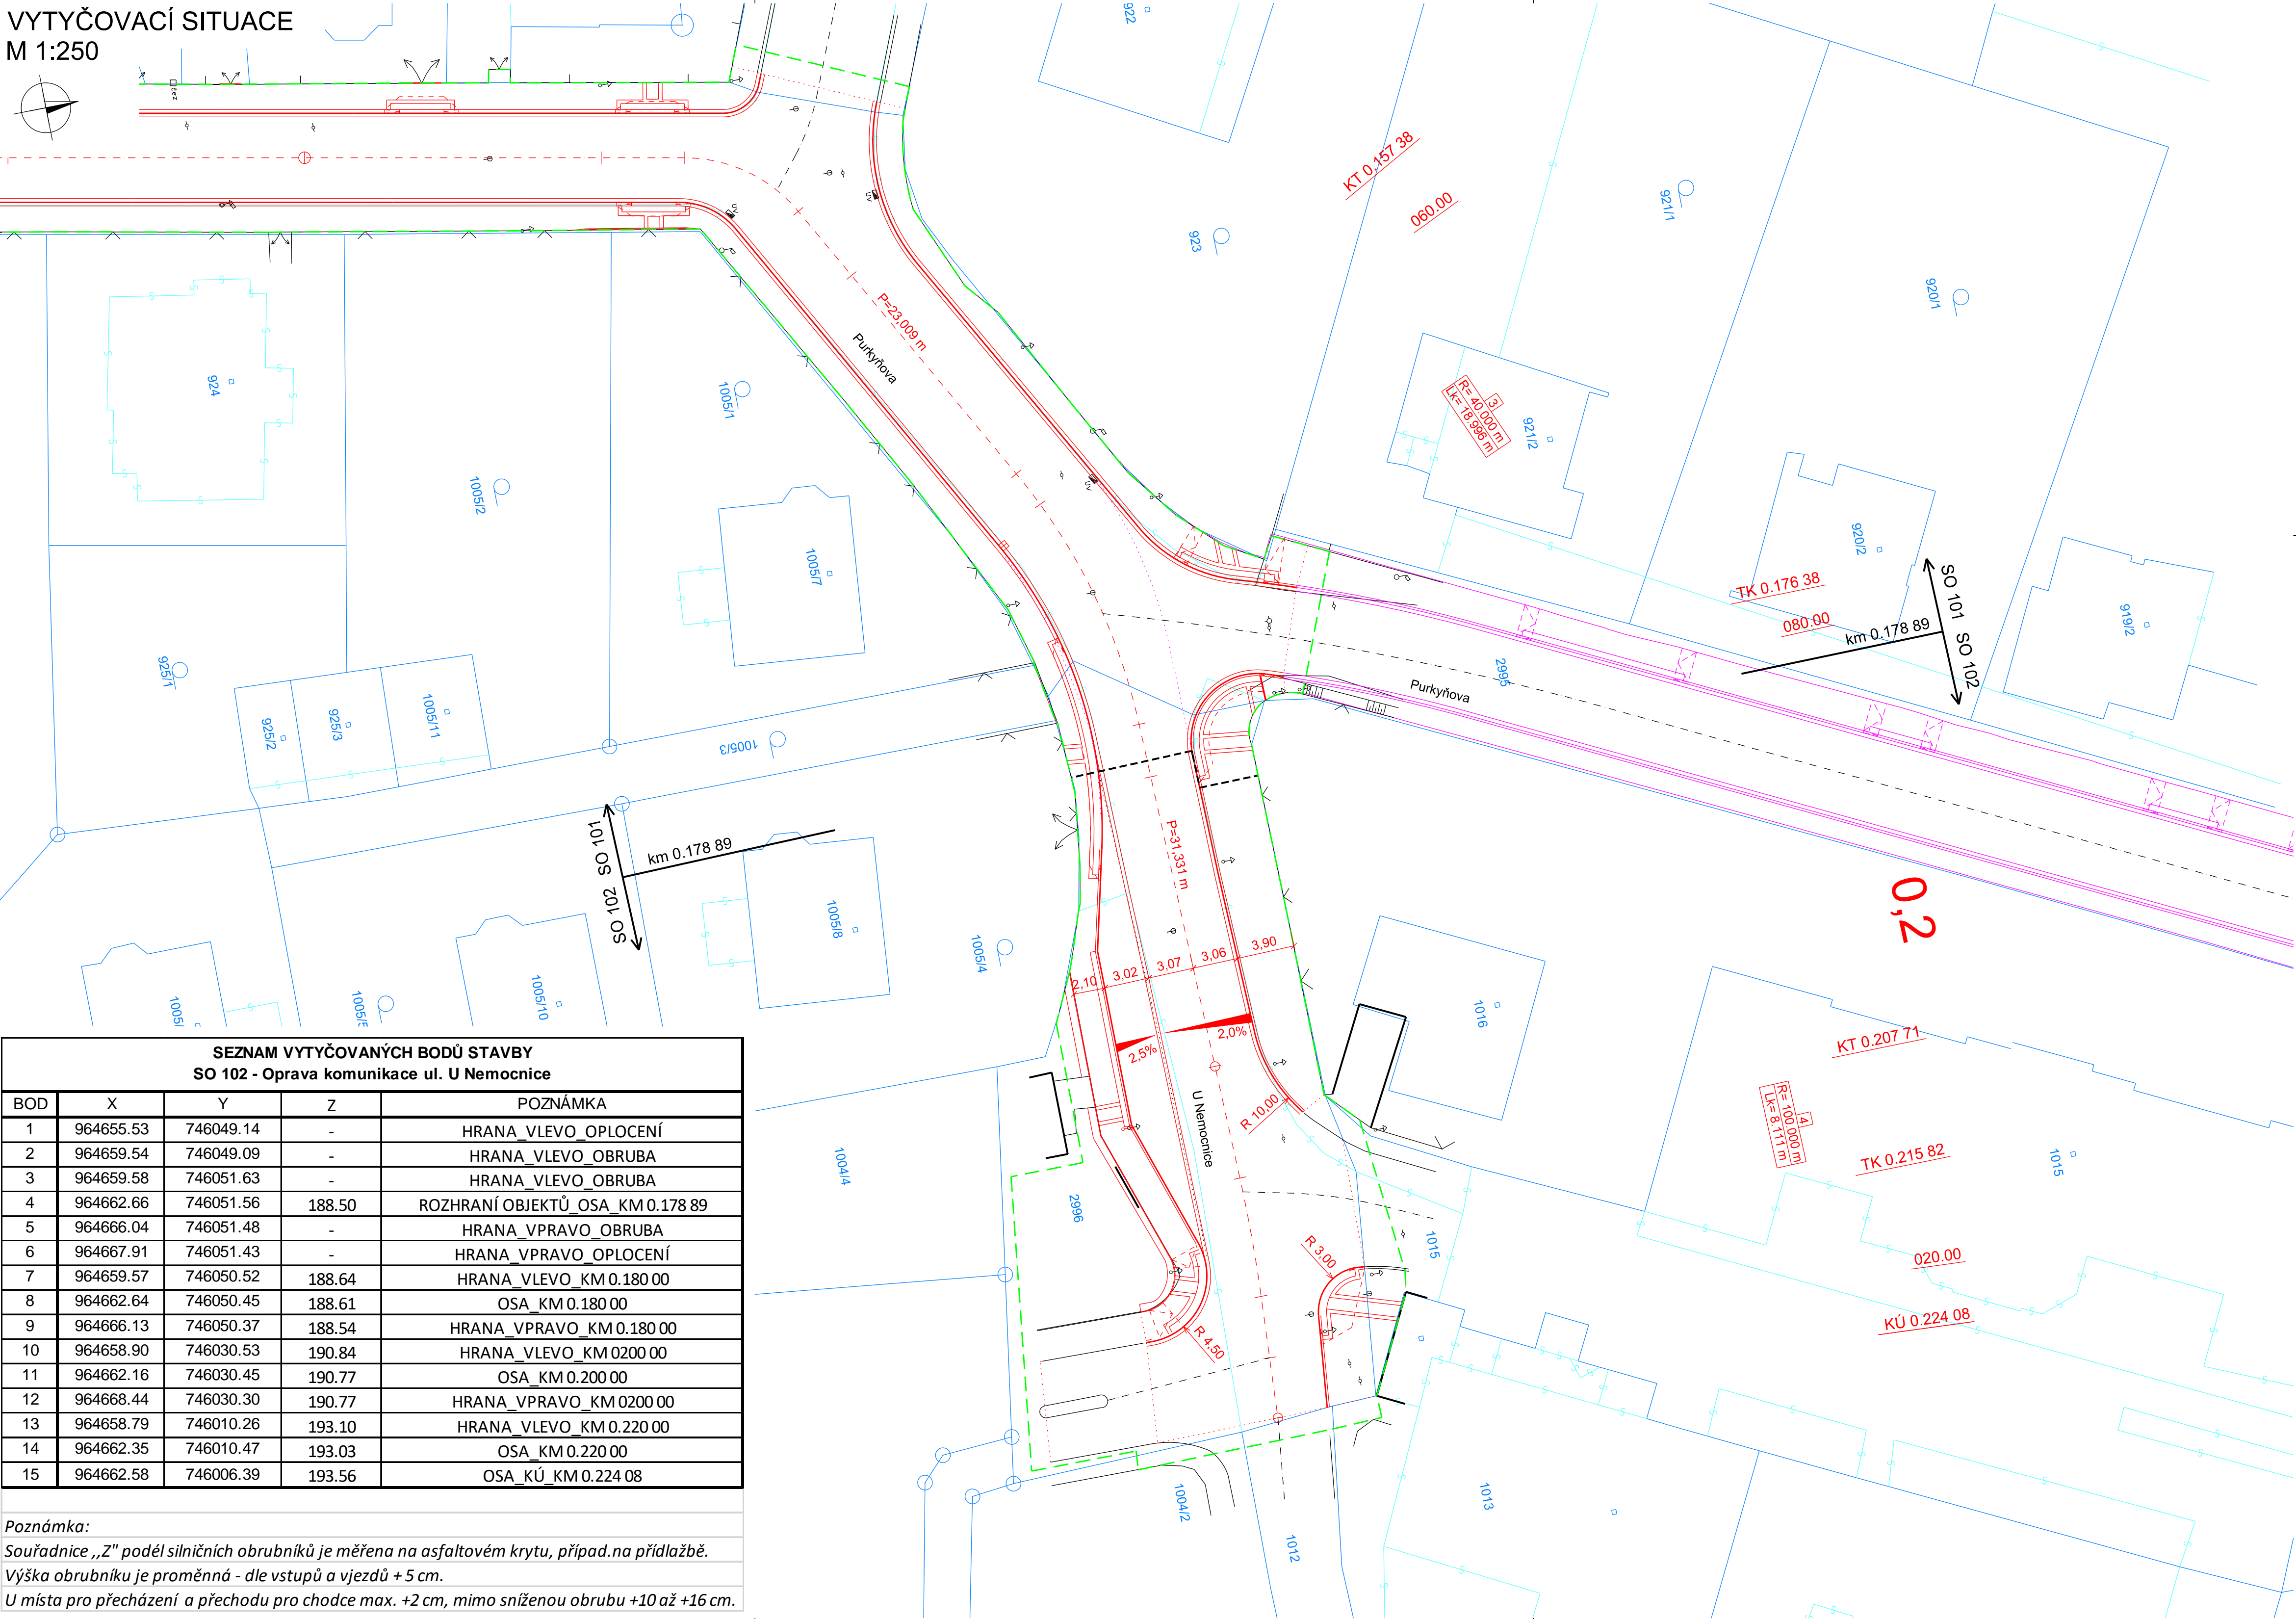 VYTYČOVACÍ SITUACE
M 1:250
čez
922
KT 0.157 38
060.00
921/1
923
920/1
UV
UV
P=23,009 m
Purkyňova
924
1005/1
3
R= 40.000 m
Lk= 18.996 m
921/2
UV
1005/2
920/2
1005/7
TK 0.176 38
080.00
km 0.178 89
SO 101
SO 102
919/2
925/1
2995
Purkyňova
925/2
925/3
1005/11
1005/3
SO 101
SO 102
km 0.178 89
P=31,331 m
0,2
1005/8
1005/4
1005/
1005/5
1005/10
2,10
3,02
3,07
3,06
3,90
1016
2,5%
2,0%
KT 0.207 71
U Nemocnice
R 10,00
4
R= 100.000 m
Lk= 8.111 m
TK 0.215 82
1015
1004/4
2996
1015
R 3,00
020.00
KÚ 0.224 08
R 4,50
1004/2
1012
1013
SEZNAM VYTYČOVANÝCH BODŮ STAVBY
SO 102 - Oprava komunikace ul. U Nemocnice
BOD X Y Z POZNÁMKA
1 964655.53 746049.14 - HRANA_VLEVO_OPLOCENÍ
2 964659.54 746049.09 - HRANA_VLEVO_OBRUBA
3 964659.58 746051.63 - HRANA_VLEVO_OBRUBA
4 964662.66 746051.56 188.50 ROZHRANÍ OBJEKTŮ_OSA_KM 0.178 89
5 964666.04 746051.48 - HRANA_VPRAVO_OBRUBA
6 964667.91 746051.43 - HRANA_VPRAVO_OPLOCENÍ
7 964659.57 746050.52 188.64 HRANA_VLEVO_KM 0.180 00
8 964662.64 746050.45 188.61 OSA_KM 0.180 00
9 964666.13 746050.37 188.54 HRANA_VPRAVO_KM 0.180 00
10 964658.90 746030.53 190.84 HRANA_VLEVO_KM 0200 00
11 964662.16 746030.45 190.77 OSA_KM 0.200 00
12 964668.44 746030.30 190.77 HRANA_VPRAVO_KM 0200 00
13 964658.79 746010.26 193.10 HRANA_VLEVO_KM 0.220 00
14 964662.35 746010.47 193.03 OSA_KM 0.220 00
15 964662.58 746006.39 193.56 OSA_KÚ_KM 0.224 08
Poznámka:
Souřadnice ,,Z" podél silničních obrubníků je měřena na asfaltovém krytu, případ.na přídlažbě.
Výška obrubníku je proměnná - dle vstupů a vjezdů + 5 cm.
U místa pro přecházení a přechodu pro chodce max. +2 cm, mimo sníženou obrubu +10 až +16 cm.